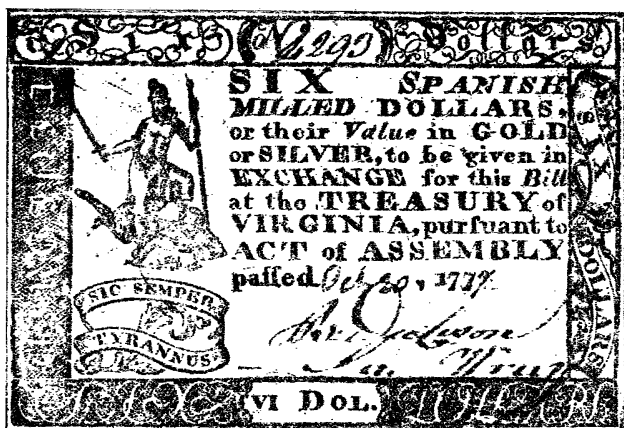 Six No 2293 Dollars
SIX SPANISH
MILLED DOLLARS,
or their Value in GOLD
or SILVER, to be given in
EXCHANGE for this Bill
at the TREASURY of
VIRGINIA, purſuant to
ACT of ASSEMBLY
paſſed Oct 20, 1777.
SIC SEMPER
TYRANNUS
SIX DOLLARS
VI DOL.